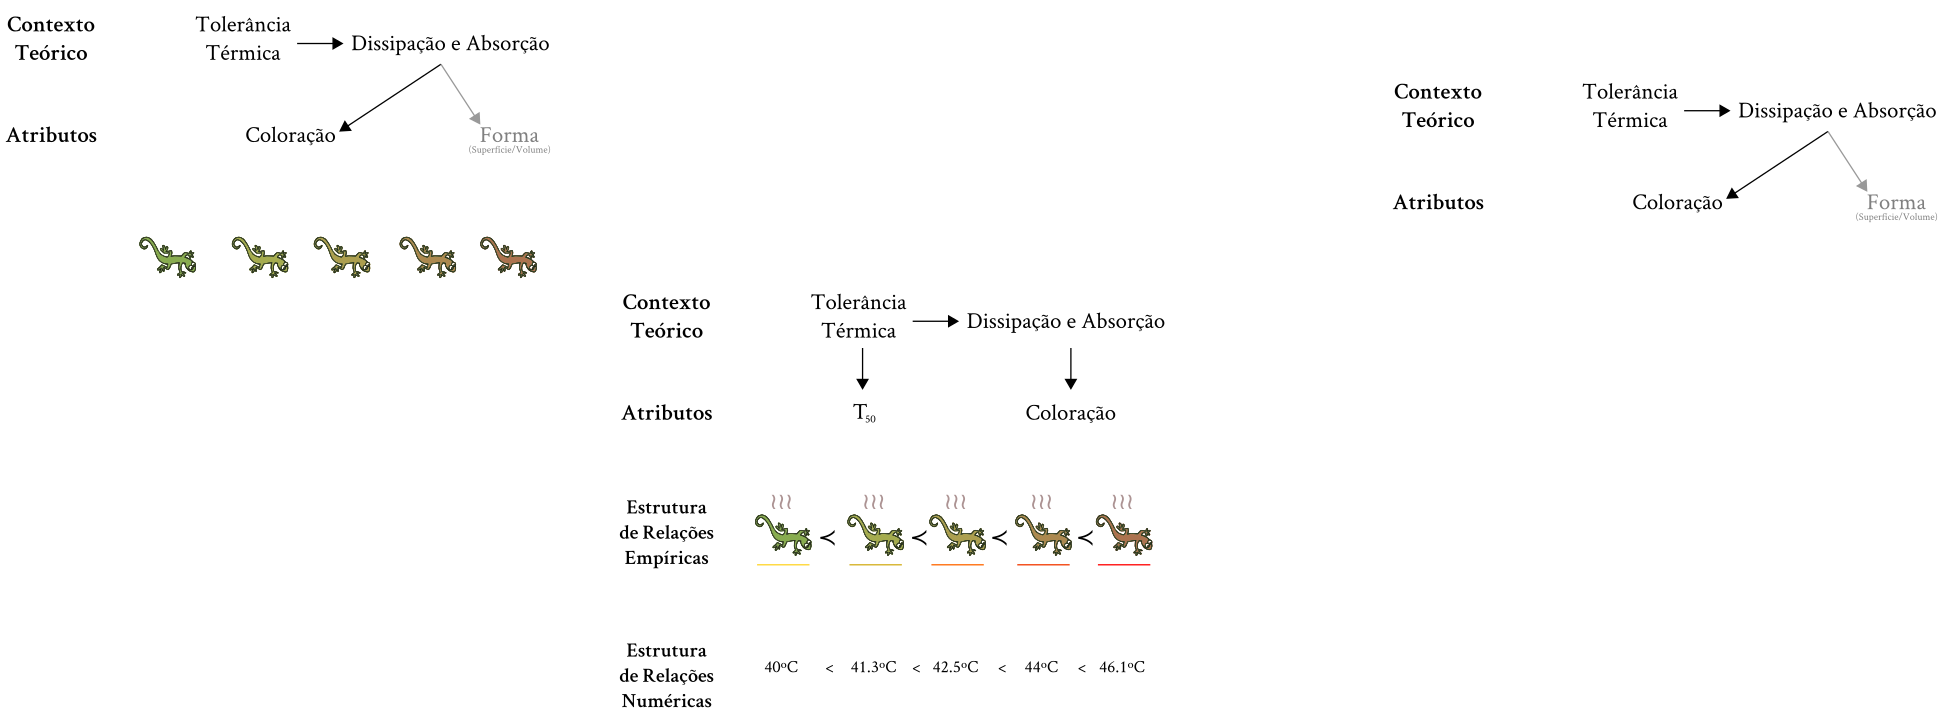 Contexto
Teórico
Tolerância
Térmica
Dissipação e Absorção
Atributos
Coloração
Forma
(Superfície/Volume)
Contexto
Teórico
Tolerância
Térmica
Dissipação e Absorção
Atributos
T50
Coloração
Estrutura
de Relações
Empíricas
≺ ≺ ≺ ≺
Estrutura
de Relações
Numéricas
40ºC < 41.3ºC < 42.5ºC < 44ºC < 46.1ºC
Contexto
Teórico
Tolerância
Térmica
Dissipação e Absorção
Atributos
Coloração
Forma
(Superfície/Volume)